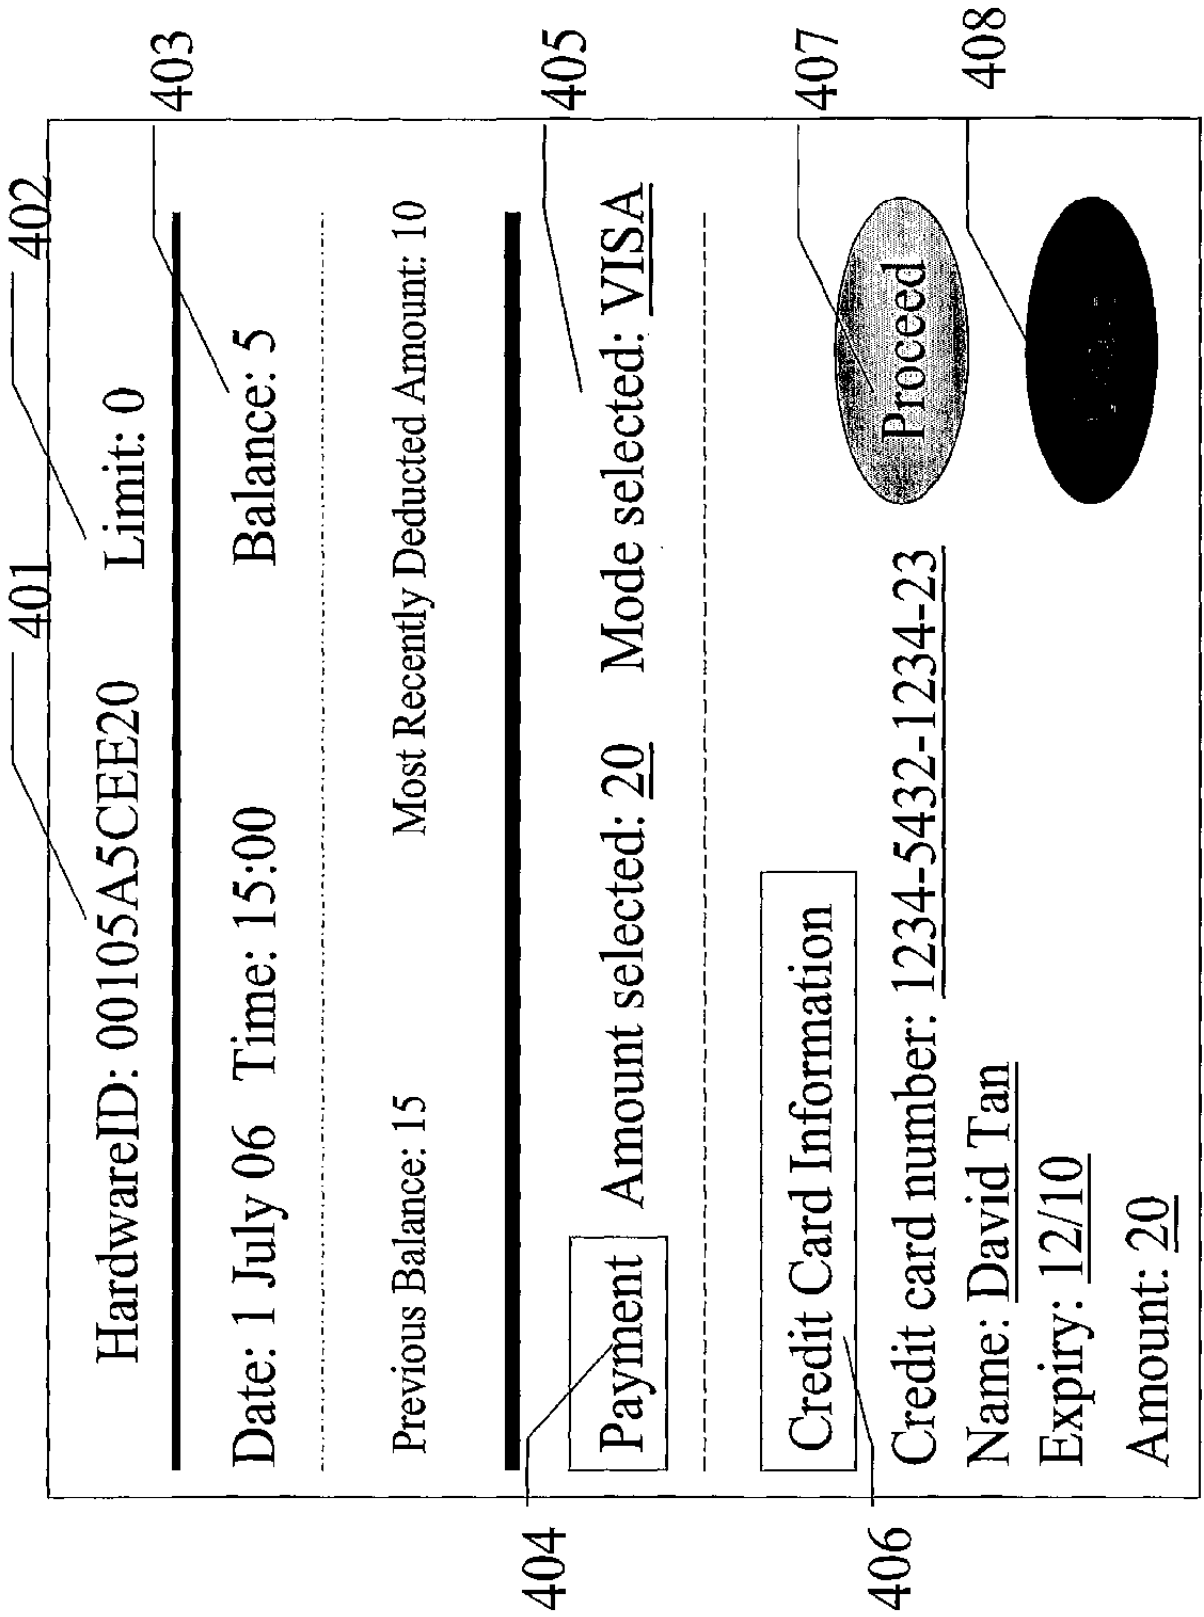 401
402
HardwareID: 00105A5CEE20 Limit: 0
403
Date: 1 July 06 Time: 15:00 Balance: 5
Previous Balance: 15 Most Recently Deducted Amount: 10
404
405
Payment Amount selected: 20 Mode selected: VISA
Credit Card Information
407
406
Credit card number: 1234-5432-1234-23
Proceed
Name: David Tan
408
Expiry: 12/10
Amount: 20